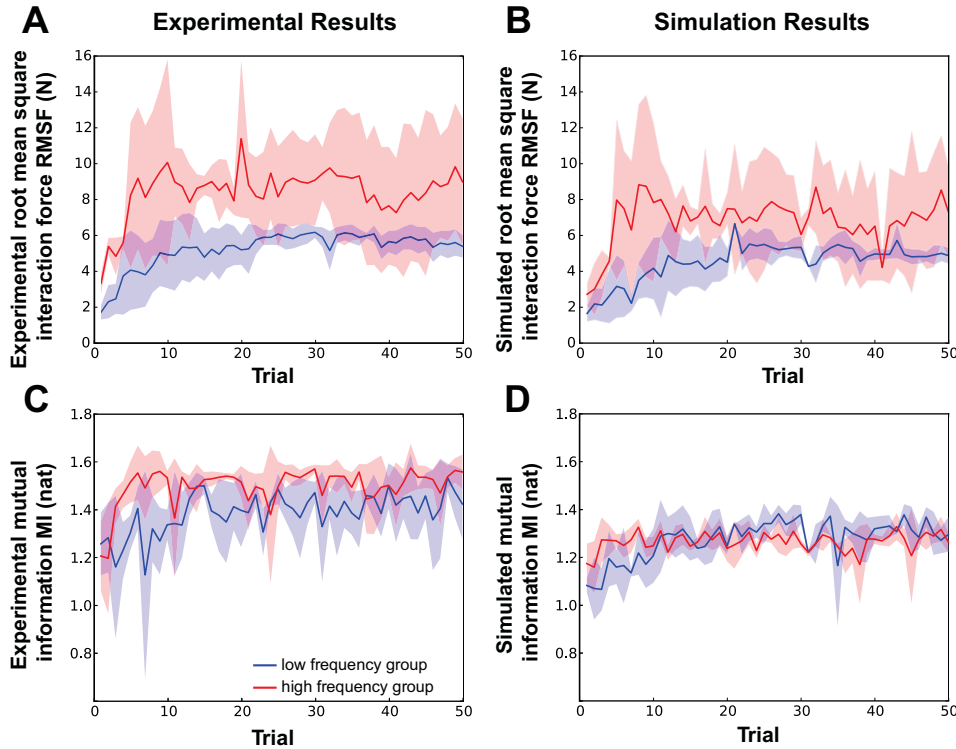 A
Experimental Results
B
Simulation Results
Experimental root mean square
interaction force RMSF (N)
16
14
12
10
8
6
4
2
0
0
10
20
30
40
50
Trial
Simulated root mean square
interaction force RMSF (N)
16
14
12
10
8
6
4
2
0
0
10
20
30
40
50
Trial
C
Experimental mutual
information MI (nat)
1.8
1.6
1.4
1.2
1.0
0.8
low frequency group
high frequency group
0
10
20
30
40
50
Trial
D
Simulated mutual
information MI (nat)
1.8
1.6
1.4
1.2
1.0
0.8
0
10
20
30
40
50
Trial